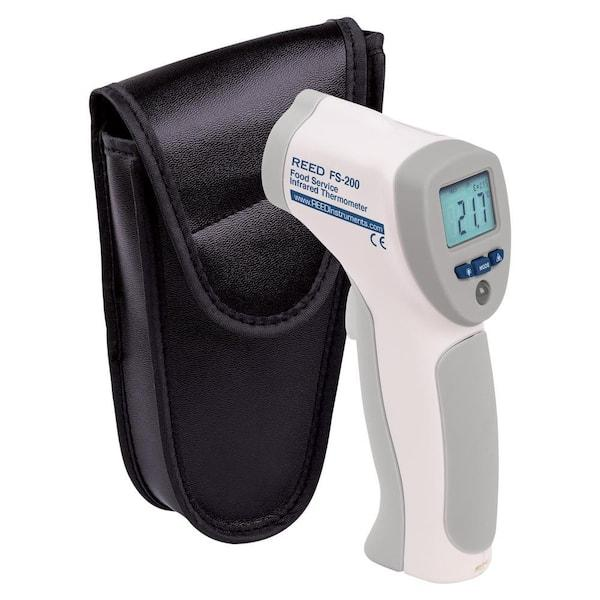 REED FS-200
Food Service
Infrared Thermometer
www.REEDInstruments.com
CE
21.7
MODE